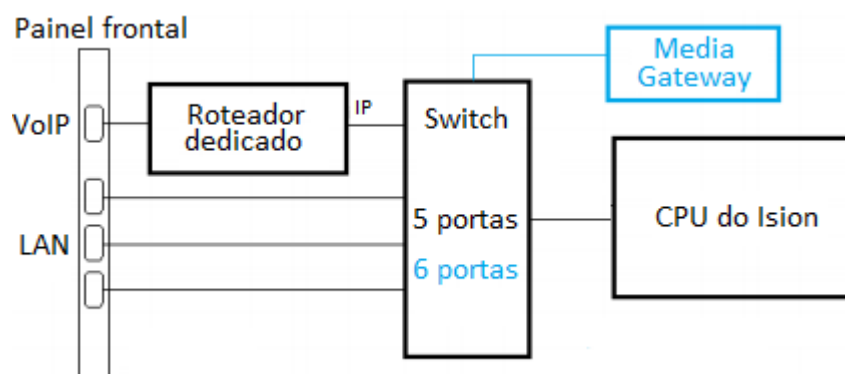 Painel frontal
VoIP
Roteador
dedicado
IP
Switch
Media
Gateway
5 portas
6 portas
CPU do Ision
LAN